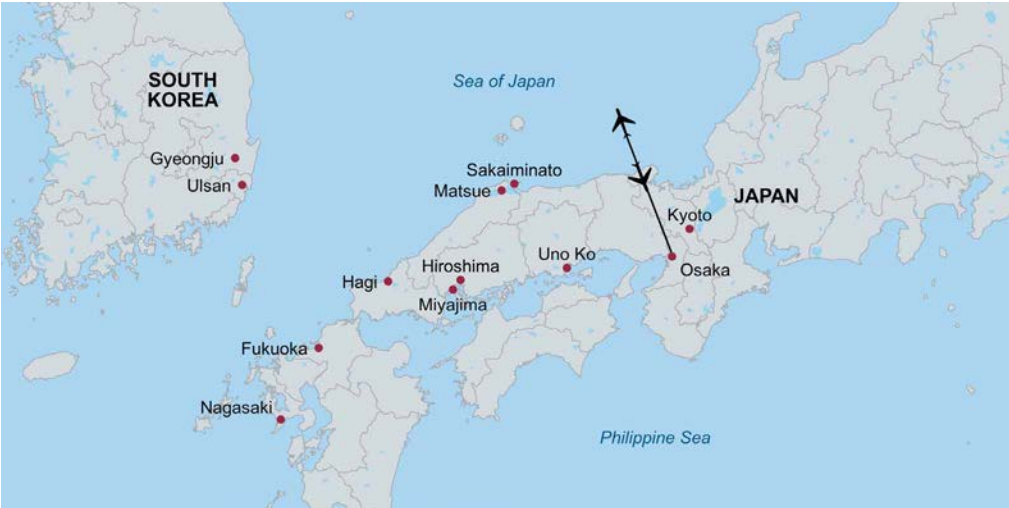 SOUTH
KOREA
Sea of Japan
Gyeongju
Ulsan
Sakaiminato
Matsue
JAPAN
Kyoto
Uno Ko
Osaka
Hiroshima
Hagi
Miyajima
Fukuoka
Nagasaki
Philippine Sea